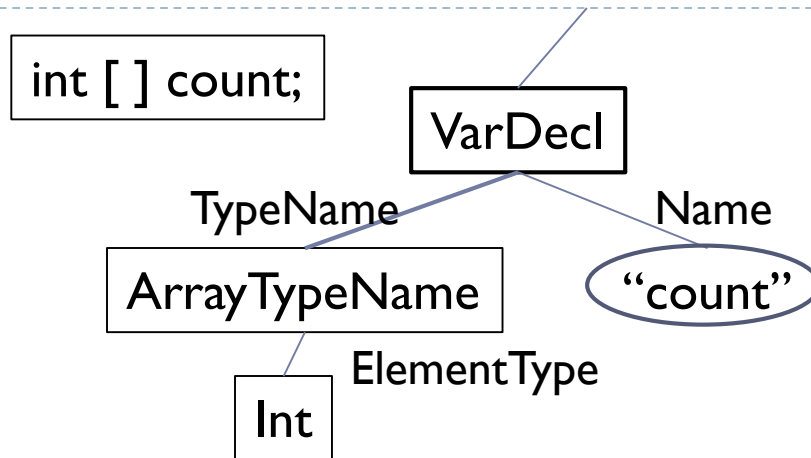 int [ ] count;
VarDecl
TypeName
Name
ArrayTypeName
“count”
ElementType
Int